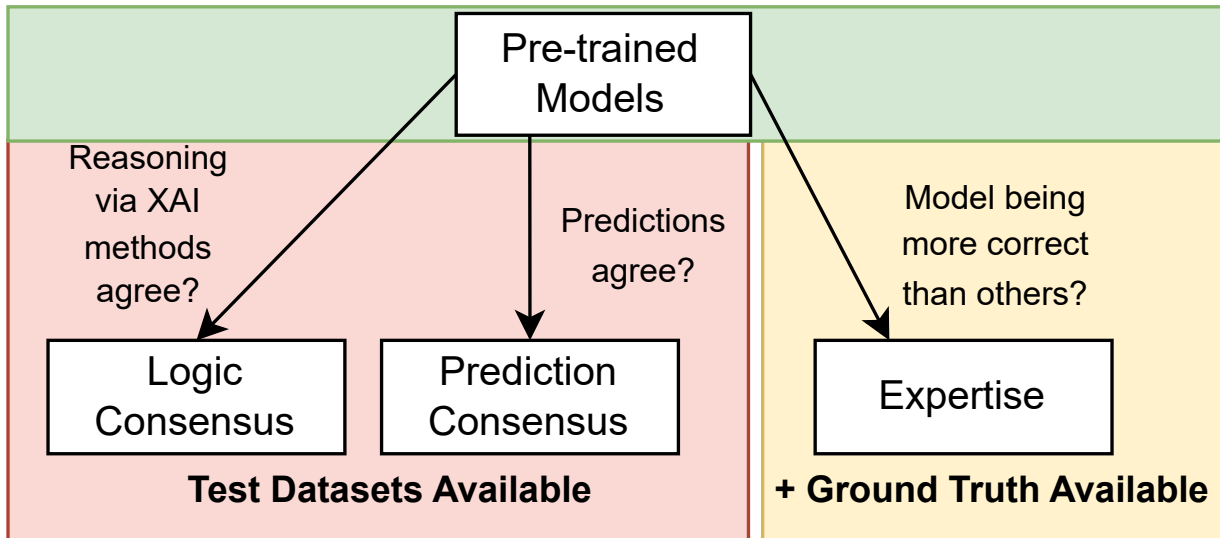 Pre-trained
Models
Reasoning
via XAI
methods
agree?
Predictions
agree?
Model being
more correct
than others?
Logic
Consensus
Prediction
Consensus
Expertise
Test Datasets Available
+ Ground Truth Available